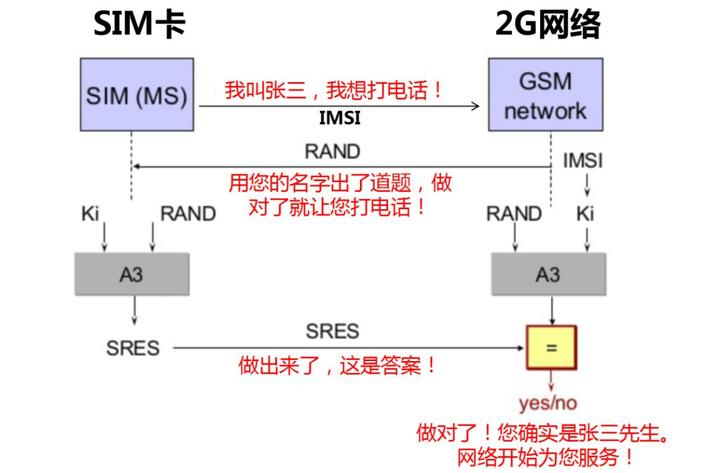 SIM卡
2G网络
SIM (MS)
我叫张三，我想打电话！
IMSI
GSM
network
RAND
用您的名字出了道题，做
对了就让您打电话！
IMSI
Ki
RAND
RAND
Ki
A3
A3
SRES
SRES
做出来了，这是答案！
=
yes/no
做对了！您确实是张三先生。
网络开始为您服务！